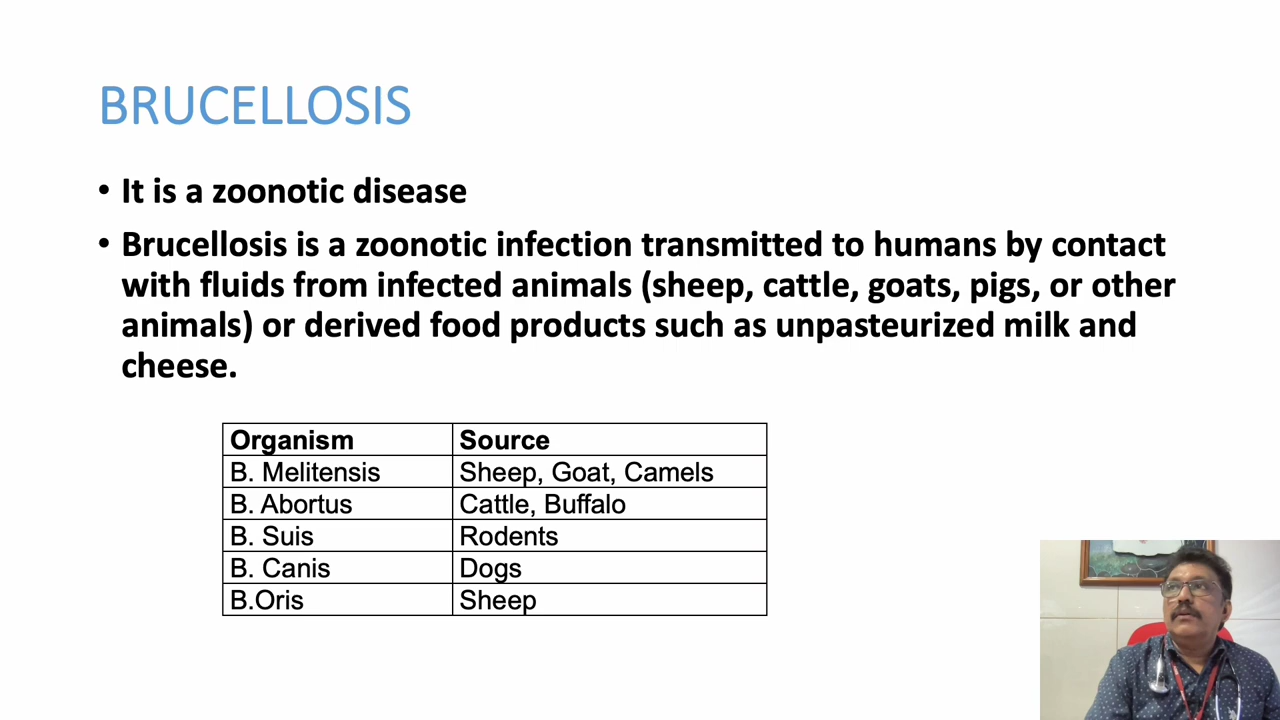 BRUCELLOSIS
• It is a zoonotic disease
• Brucellosis is a zoonotic infection transmitted to humans by contact
with fluids from infected animals (sheep, cattle, goats, pigs, or other
animals) or derived food products such as unpasteurized milk and
cheese.
Organism Source
B. Melitensis Sheep, Goat, Camels
B. Abortus Cattle, Buffalo
B. Suis Rodents
B. Canis Dogs
B.Oris Sheep